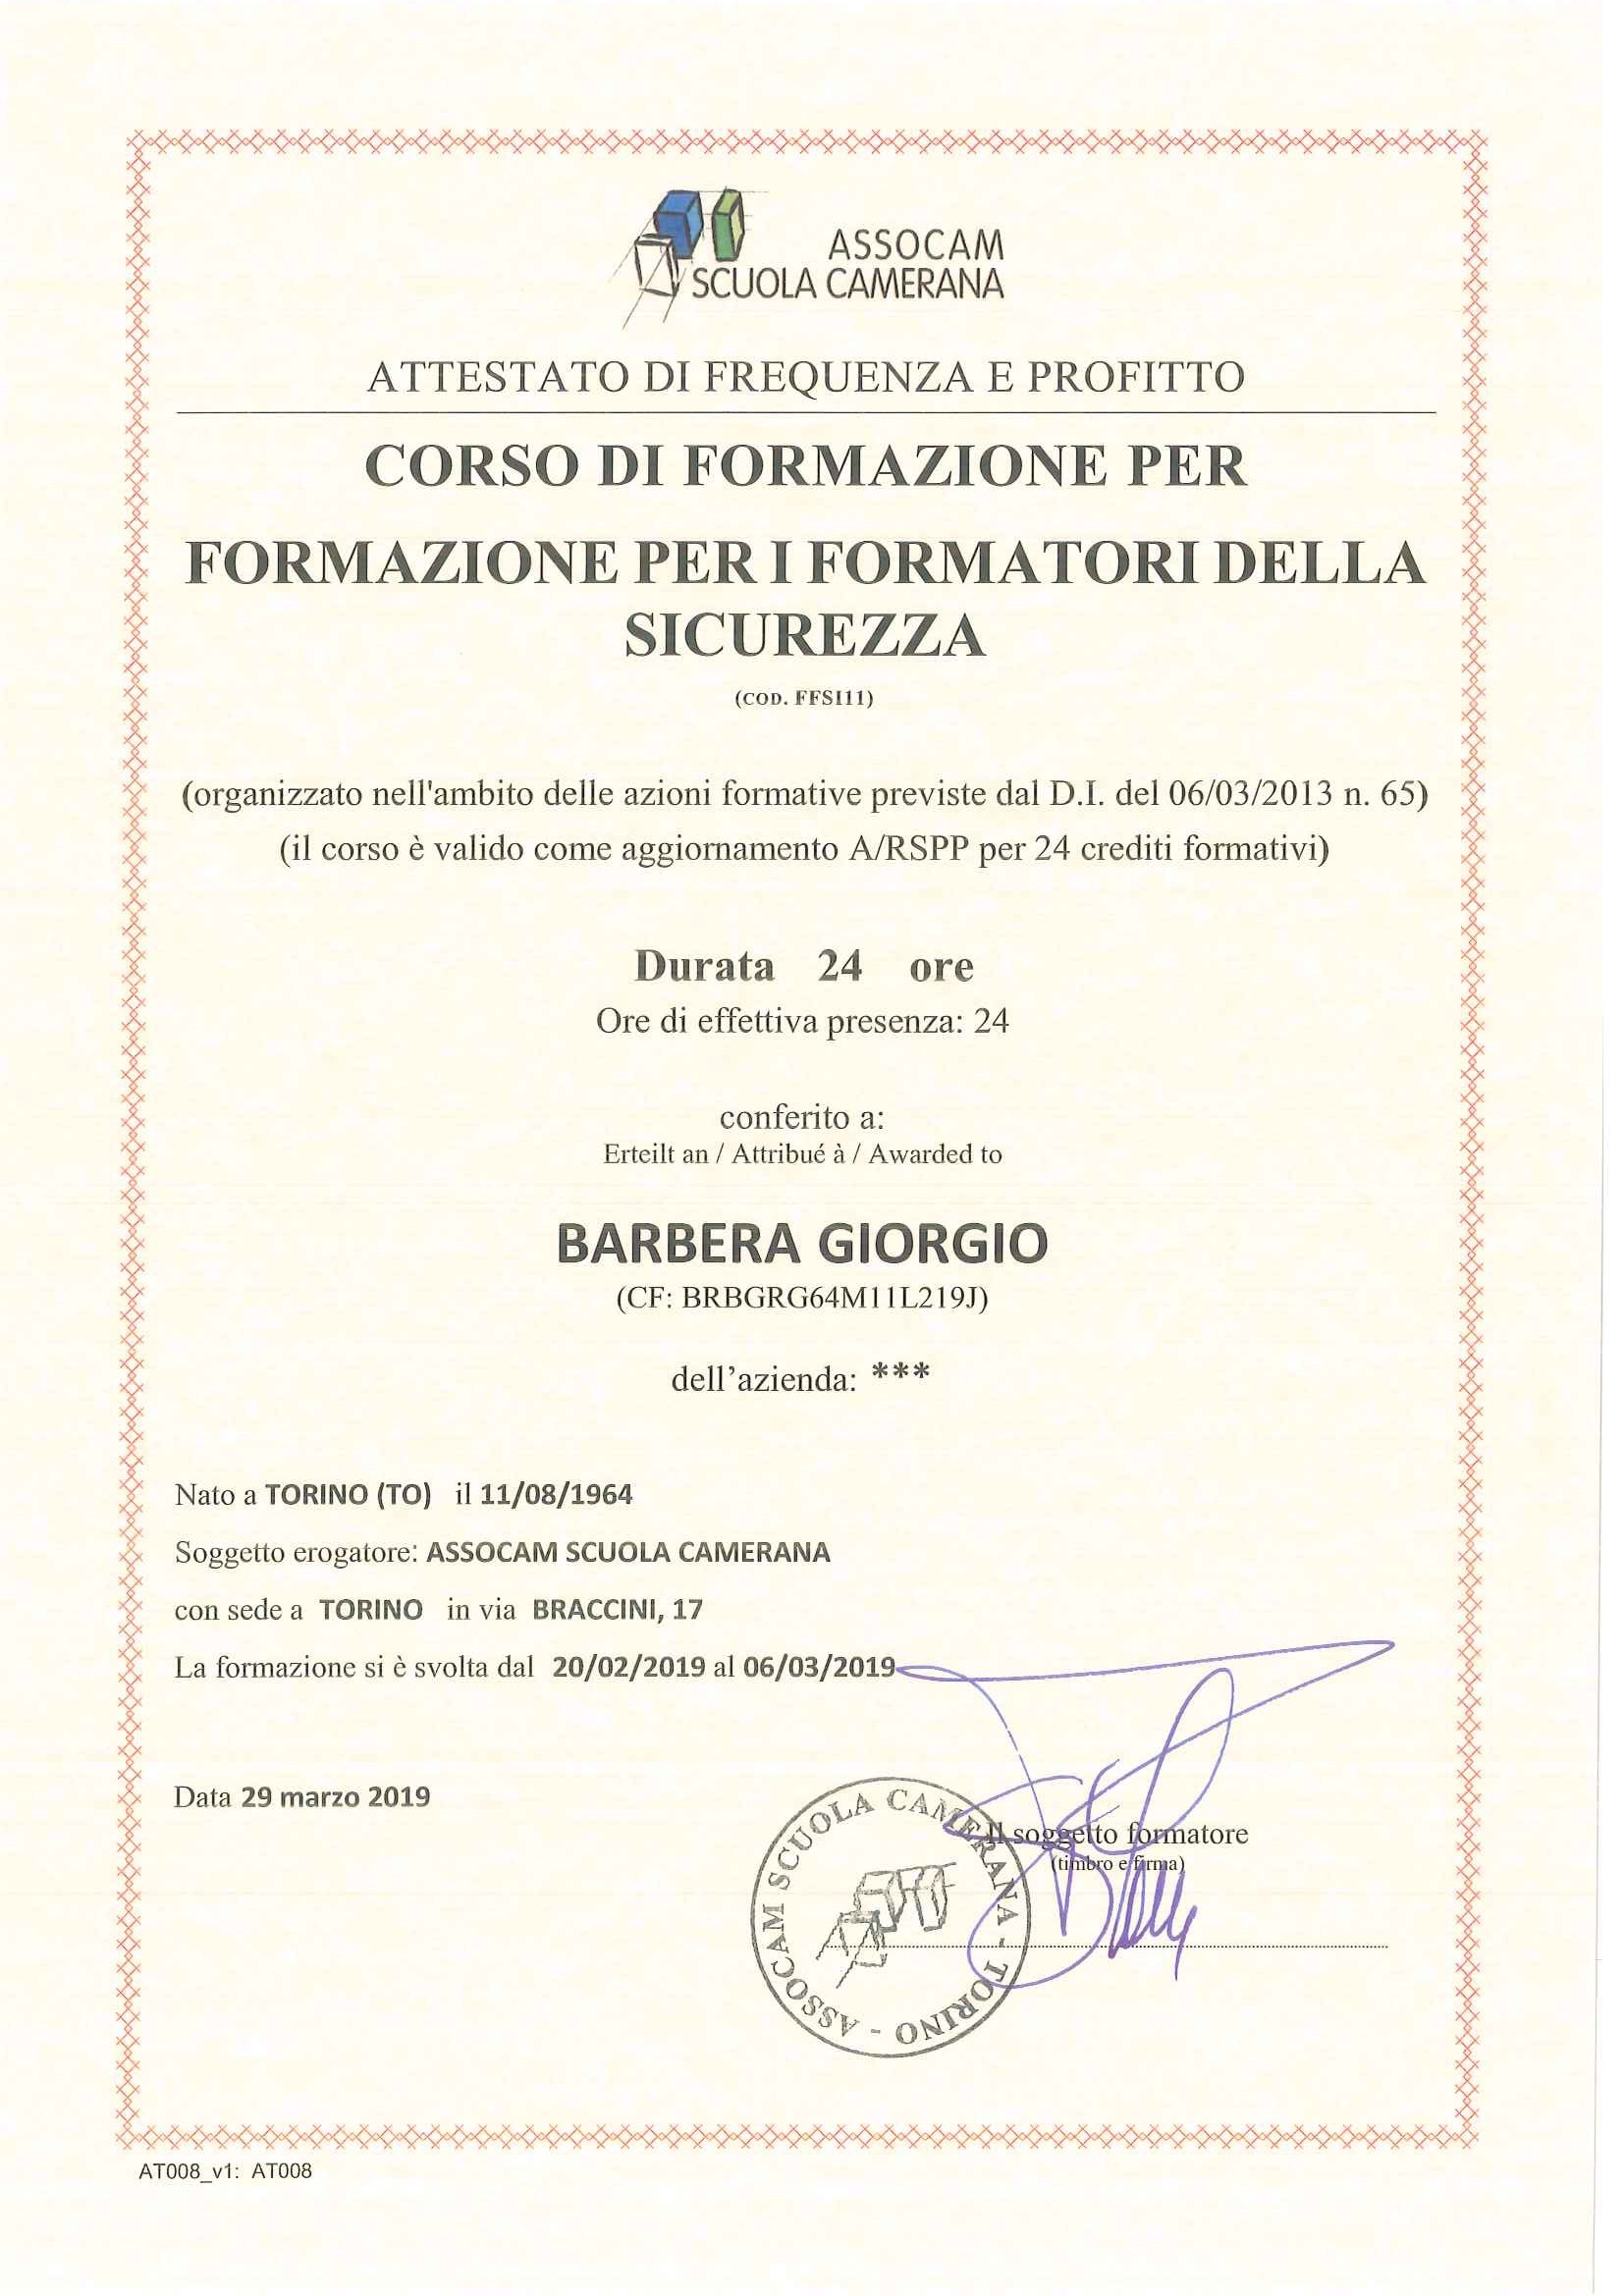 ASSOCAM
SCUOLA CAMERANA
ATTESTATO DI FREQUENZA E PROFITTO
CORSO DI FORMAZIONE PER
FORMAZIONE PER I FORMATORI DELLA
SICUREZZA
(COD. FFSI11)
(organizzato nell'ambito delle azioni formative previste dal D.I. del 06/03/2013 n. 65)
(il corso è valido come aggiornamento A/RSPP per 24 crediti formativi)
Durata 24 ore
Ore di effettiva presenza: 24
conferito a:
Erteilt an / Attribué à / Awarded to
BARBERA GIORGIO
(CF: BRBGRG64M11L219J)
dell’azienda: ***
Nato a TORINO (TO) il 11/08/1964
Soggetto erogatore: ASSOCAM SCUOLA CAMERANA
con sede a TORINO in via BRACCINI, 17
La formazione si è svolta dal 20/02/2019 al 06/03/2019
Data 29 marzo 2019
Il soggetto formatore
(timbro e firma)
ASSOCAM SCUOLA CAMERANA - TORINO -
AT008_v1: AT008